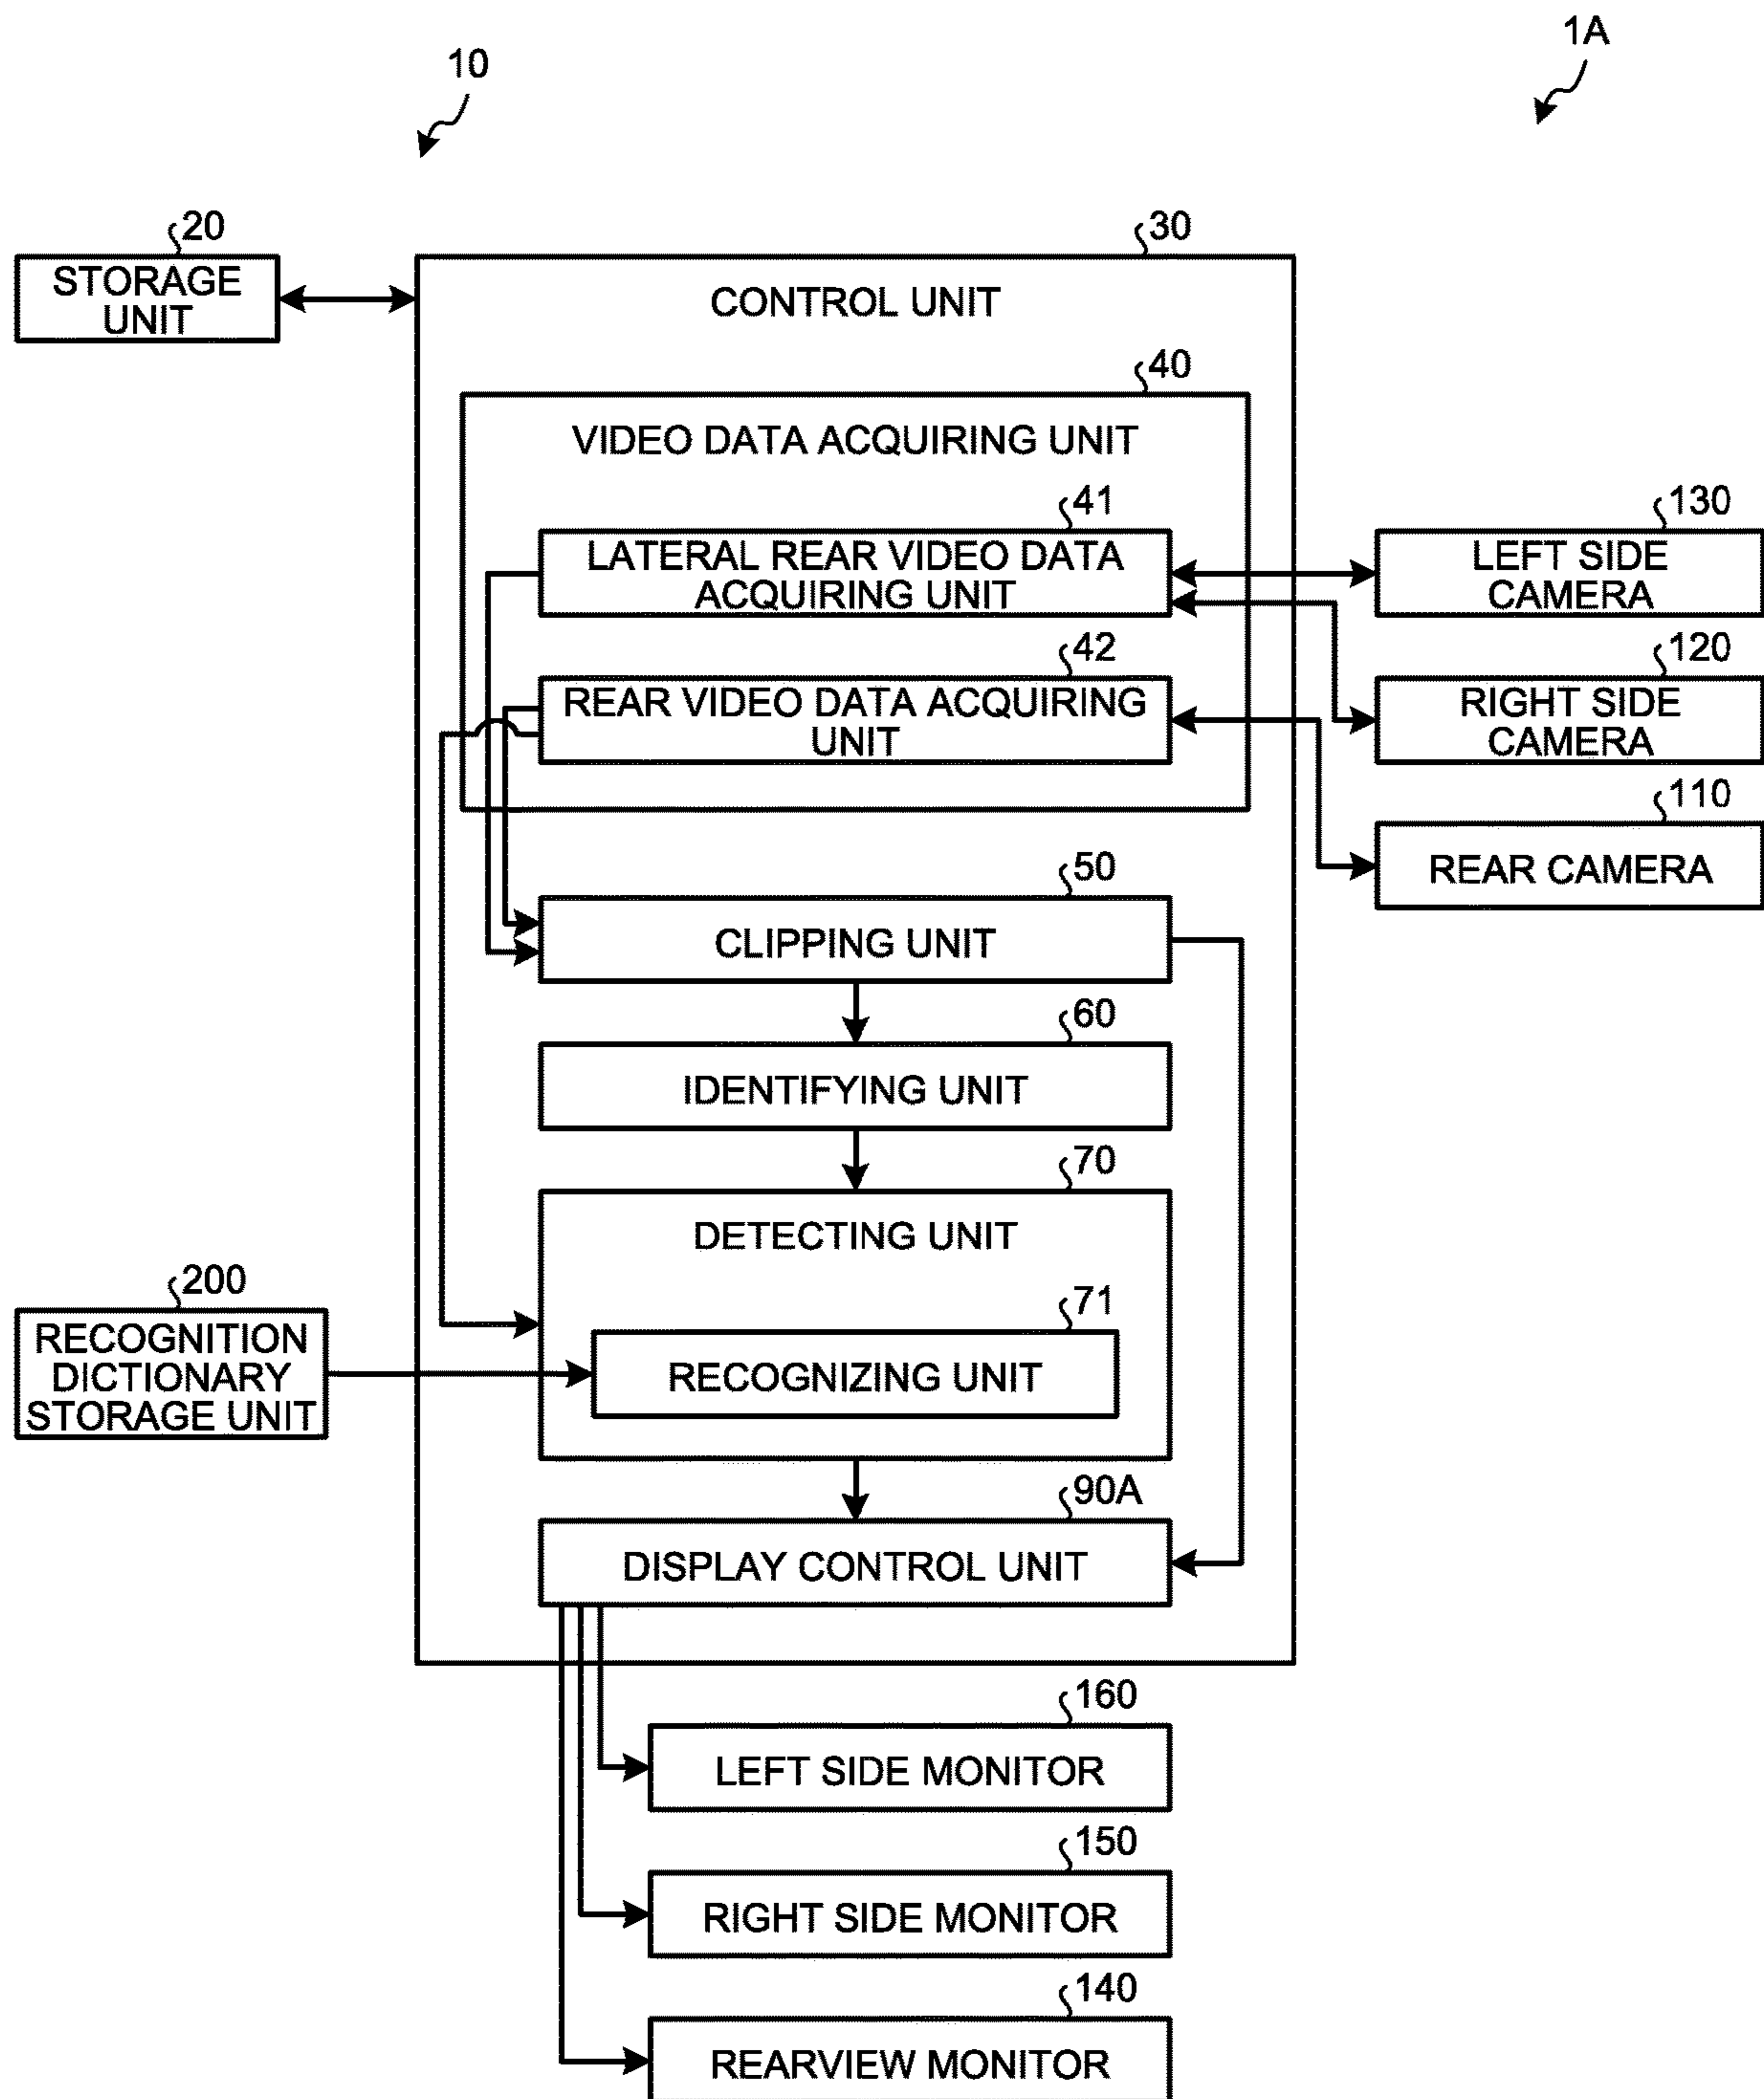 1A
10
20
STORAGE
UNIT
30
CONTROL UNIT
40
VIDEO DATA ACQUIRING UNIT
41
LATERAL REAR VIDEO DATA
ACQUIRING UNIT
130
LEFT SIDE
CAMERA
42
REAR VIDEO DATA ACQUIRING
UNIT
120
RIGHT SIDE
CAMERA
110
REAR CAMERA
50
CLIPPING UNIT
60
IDENTIFYING UNIT
70
DETECTING UNIT
200
RECOGNITION
DICTIONARY
STORAGE UNIT
71
RECOGNIZING UNIT
90A
DISPLAY CONTROL UNIT
160
LEFT SIDE MONITOR
150
RIGHT SIDE MONITOR
140
REARVIEW MONITOR